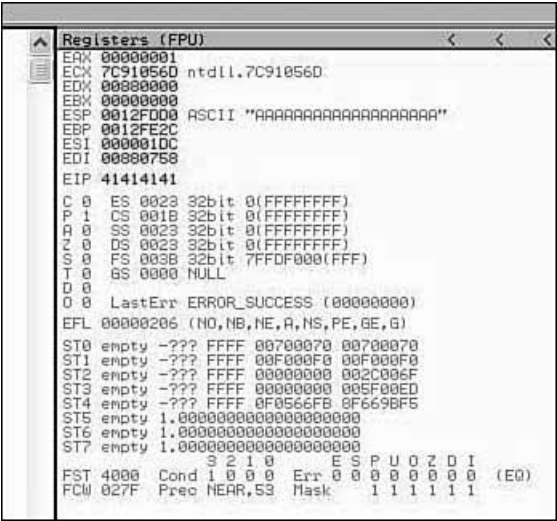 Registers (FPU) < < <
EAX 00000001
ECX 7C91056D ntdll.7C91056D
EDX 00880000
EBX 00000000
ESP 0012FDD0 ASCII "AAAAAAAAAAAAAAAAAAAA"
EBP 0012FE2C
ESI 000001DC
EDI 00880758
EIP 41414141
C 0 ES 0023 32bit 0(FFFFFFFF)
P 1 CS 001B 32bit 0(FFFFFFFF)
A 0 SS 0023 32bit 0(FFFFFFFF)
Z 0 DS 0023 32bit 0(FFFFFFFF)
S 0 FS 003B 32bit 7FFDF000(FFF)
T 0 GS 0000 NULL
D 0
O 0 LastErr ERROR_SUCCESS (00000000)
EFL 00000206 (NO,NB,NE,A,NS,PE,GE,G)
ST0 empty -??? FFFF 00700070 00700070
ST1 empty -??? FFFF 00F000F0 00F000F0
ST2 empty -??? FFFF 00000000 002C006F
ST3 empty -??? FFFF 00000000 005F00ED
ST4 empty -??? FFFF 0F0566FB 8F669BF5
ST5 empty 1.0000000000000000000
ST6 empty 1.0000000000000000000
ST7 empty 1.0000000000000000000
3 2 1 0 E S P U O Z D I
FST 4000 Cond 1 0 0 0 Err 0 0 0 0 0 0 0 0 (EQ)
FCW 027F Prec NEAR,53 Mask 1 1 1 1 1 1